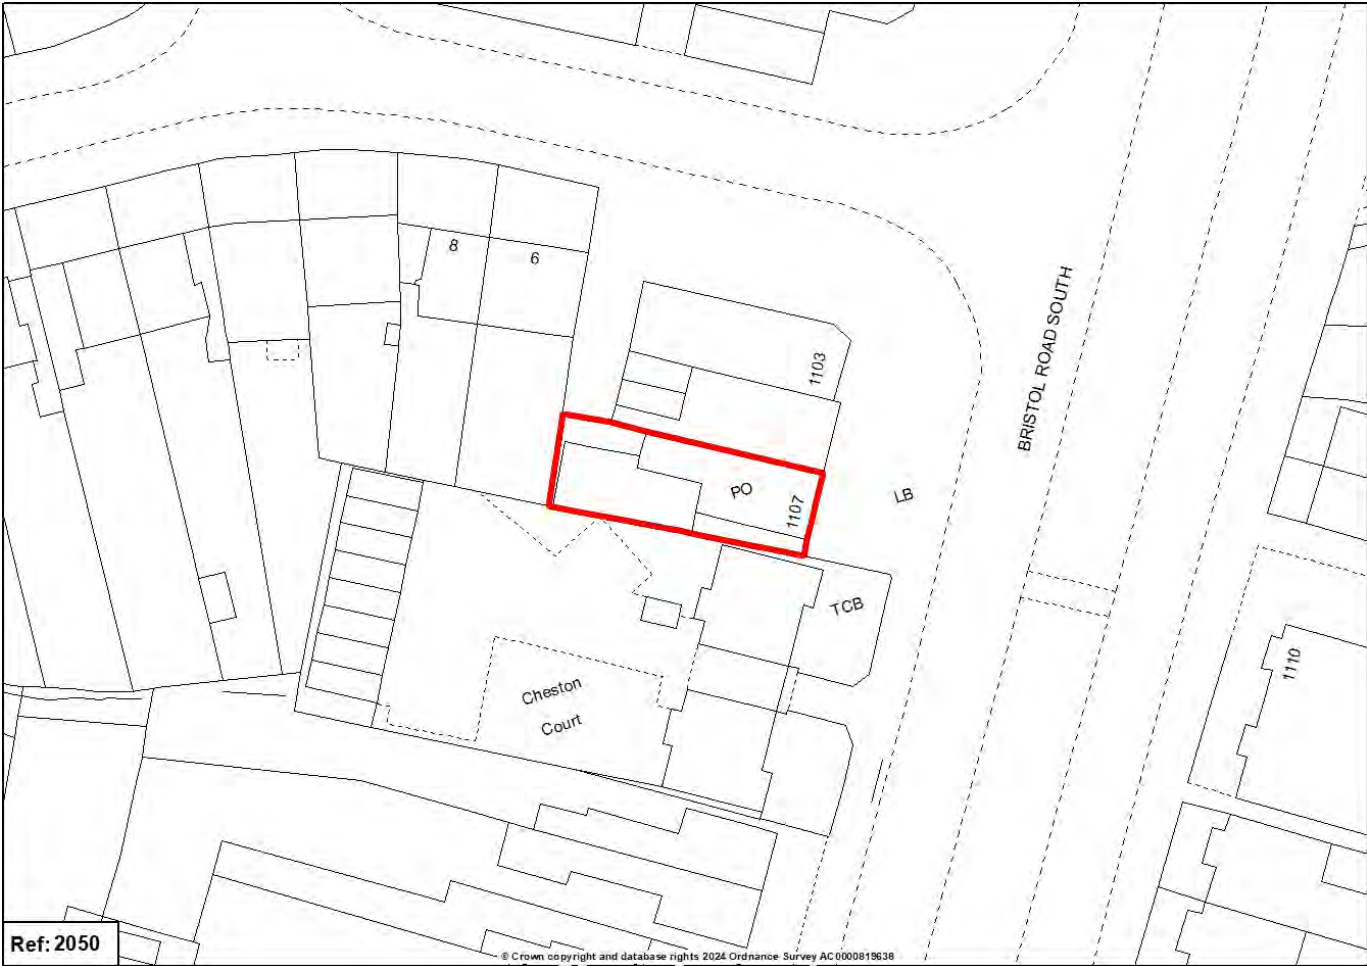 8
6
1103
BRISTOL ROAD SOUTH
PO
1107
LB
TCB
1110
Cheston
Court
Ref: 2050
© Crown copyright and database rights 2024 Ordnance Survey AC0000819638